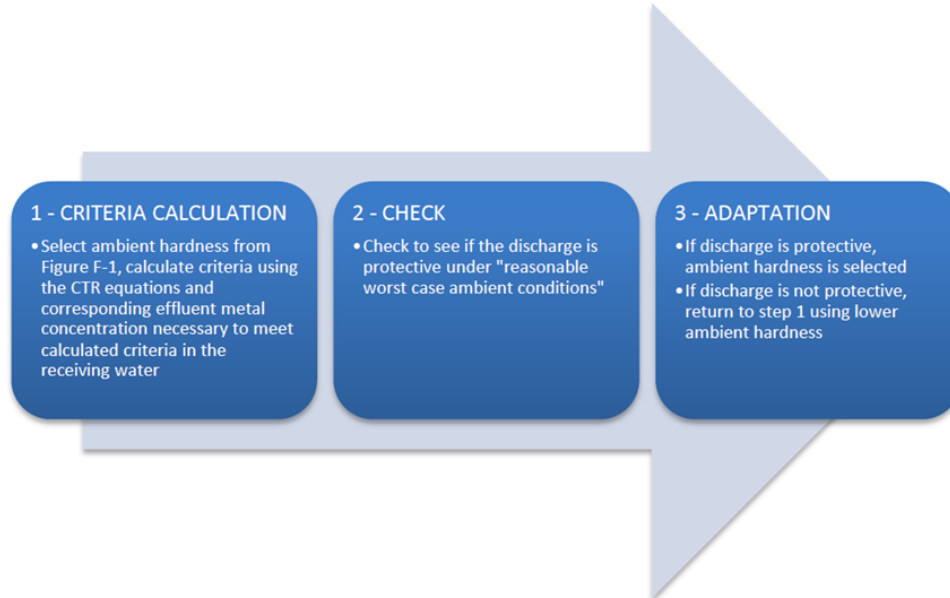 1 - CRITERIA CALCULATION
•Select ambient hardness from
Figure F-1, calculate criteria using
the CTR equations and
corresponding effluent metal
concentration necessary to meet
calculated criteria in the
receiving water
2 - CHECK
•Check to see if the discharge is
protective under "reasonable
worst case ambient conditions"
3 - ADAPTATION
•If discharge is protective,
ambient hardness is selected
•If discharge is not protective,
return to step 1 using lower
ambient hardness